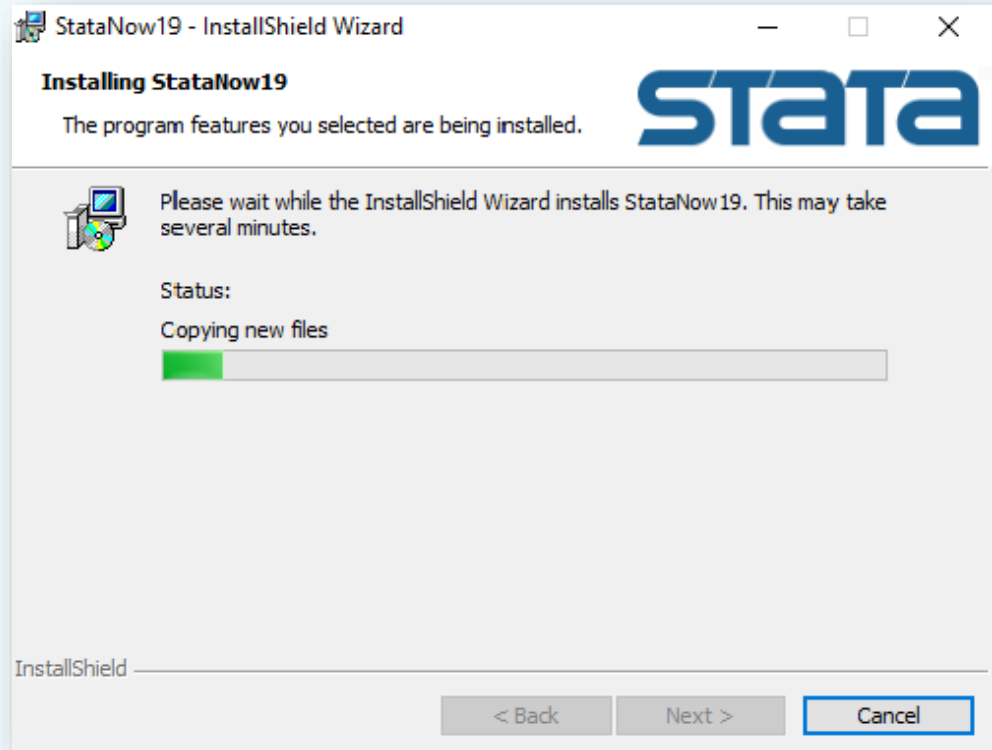 StataNow19 - InstallShield Wizard
Installing StataNow19
The program features you selected are being installed.
stata
Please wait while the InstallShield Wizard installs StataNow19. This may take
several minutes.
Status:
Copying new files
InstallShield
< Back
Next >
Cancel